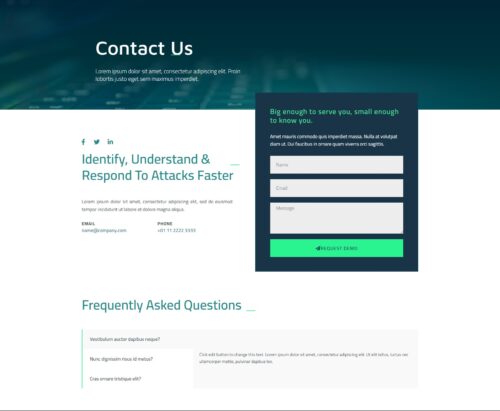 Contact Us
Lorem ipsum dolor sit amet, consectetur adipiscing elit. Proin
lobortis justo eget sem maximus imperdiet.
Big enough to serve you, small enough
to know you.
Amet mauris commodo quis imperdiet massa. Nulla at volutpat
diam ut. Dui faucibus in ornare quam viverra orci sagittis.
Name
Email
Message
REQUEST DEMO
Identify, Understand &
Respond To Attacks Faster
Lorem ipsum dolor sit amet, consectetur adipiscing elit, sed do eiusmod
tempor incididunt ut labore et dolore magna aliqua.
EMAIL
name@company.com
PHONE
+01 11 2222 3333
Frequently Asked Questions
Vestibulum auctor dapibus neque?
Nunc dignissim risus id metus?
Cras ornare tristique elit?
Click edit button to change this text. Lorem ipsum dolor sit amet, consectetur adipiscing elit. Ut elit tellus, luctus nec
ullamcorper mattis, pulvinar dapibus leo.